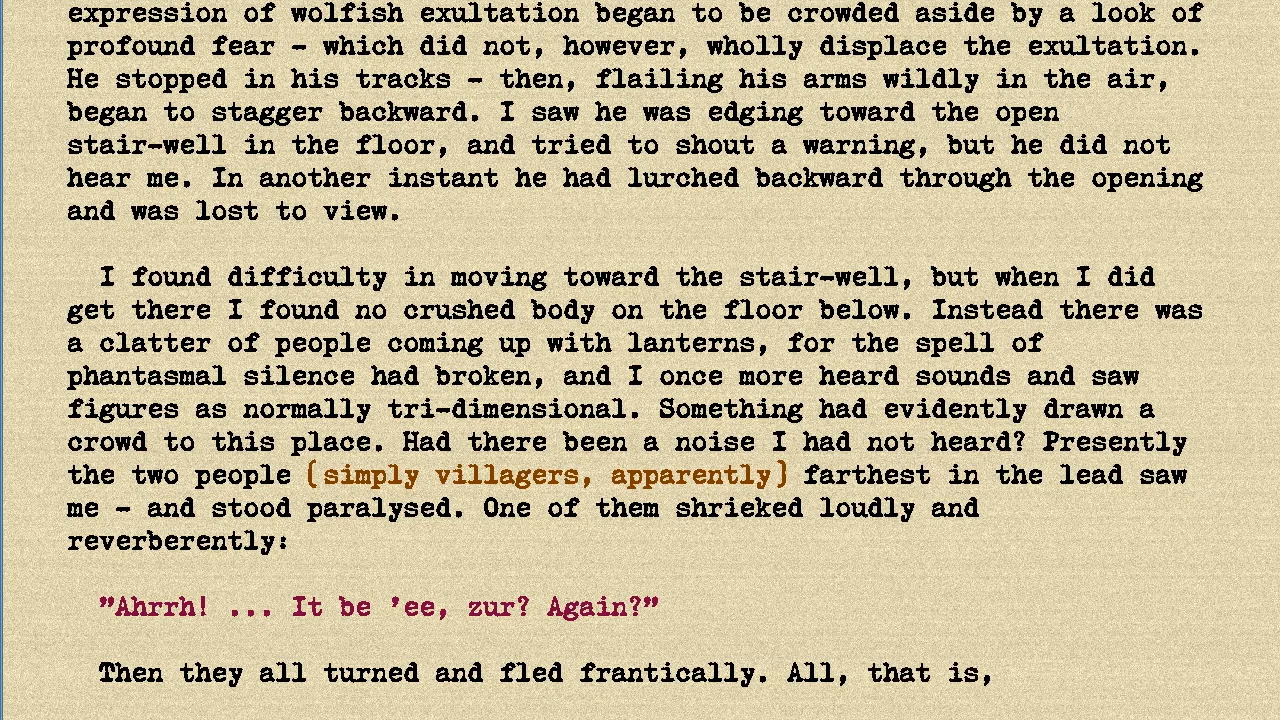 expression of wolfish exultation began to be crowded aside by a look of
profound fear – which did not, however, wholly displace the exultation.
He stopped in his tracks – then, flailing his arms wildly in the air,
began to stagger backward. I saw he was edging toward the open
stair-well in the floor, and tried to shout a warning, but he did not
hear me. In another instant he had lurched backward through the opening
and was lost to view.
I found difficulty in moving toward the stair-well, but when I did
get there I found no crushed body on the floor below. Instead there was
a clatter of people coming up with lanterns, for the spell of
phantasmal silence had broken, and I once more heard sounds and saw
figures as normally tri-dimensional. Something had evidently drawn a
crowd to this place. Had there been a noise I had not heard? Presently
the two people (simply villagers, apparently) farthest in the lead saw
me – and stood paralysed. One of them shrieked loudly and
reverberently:
”Ahrrh! ... It be ’ee, zur? Again?”
Then they all turned and fled frantically. All, that is,